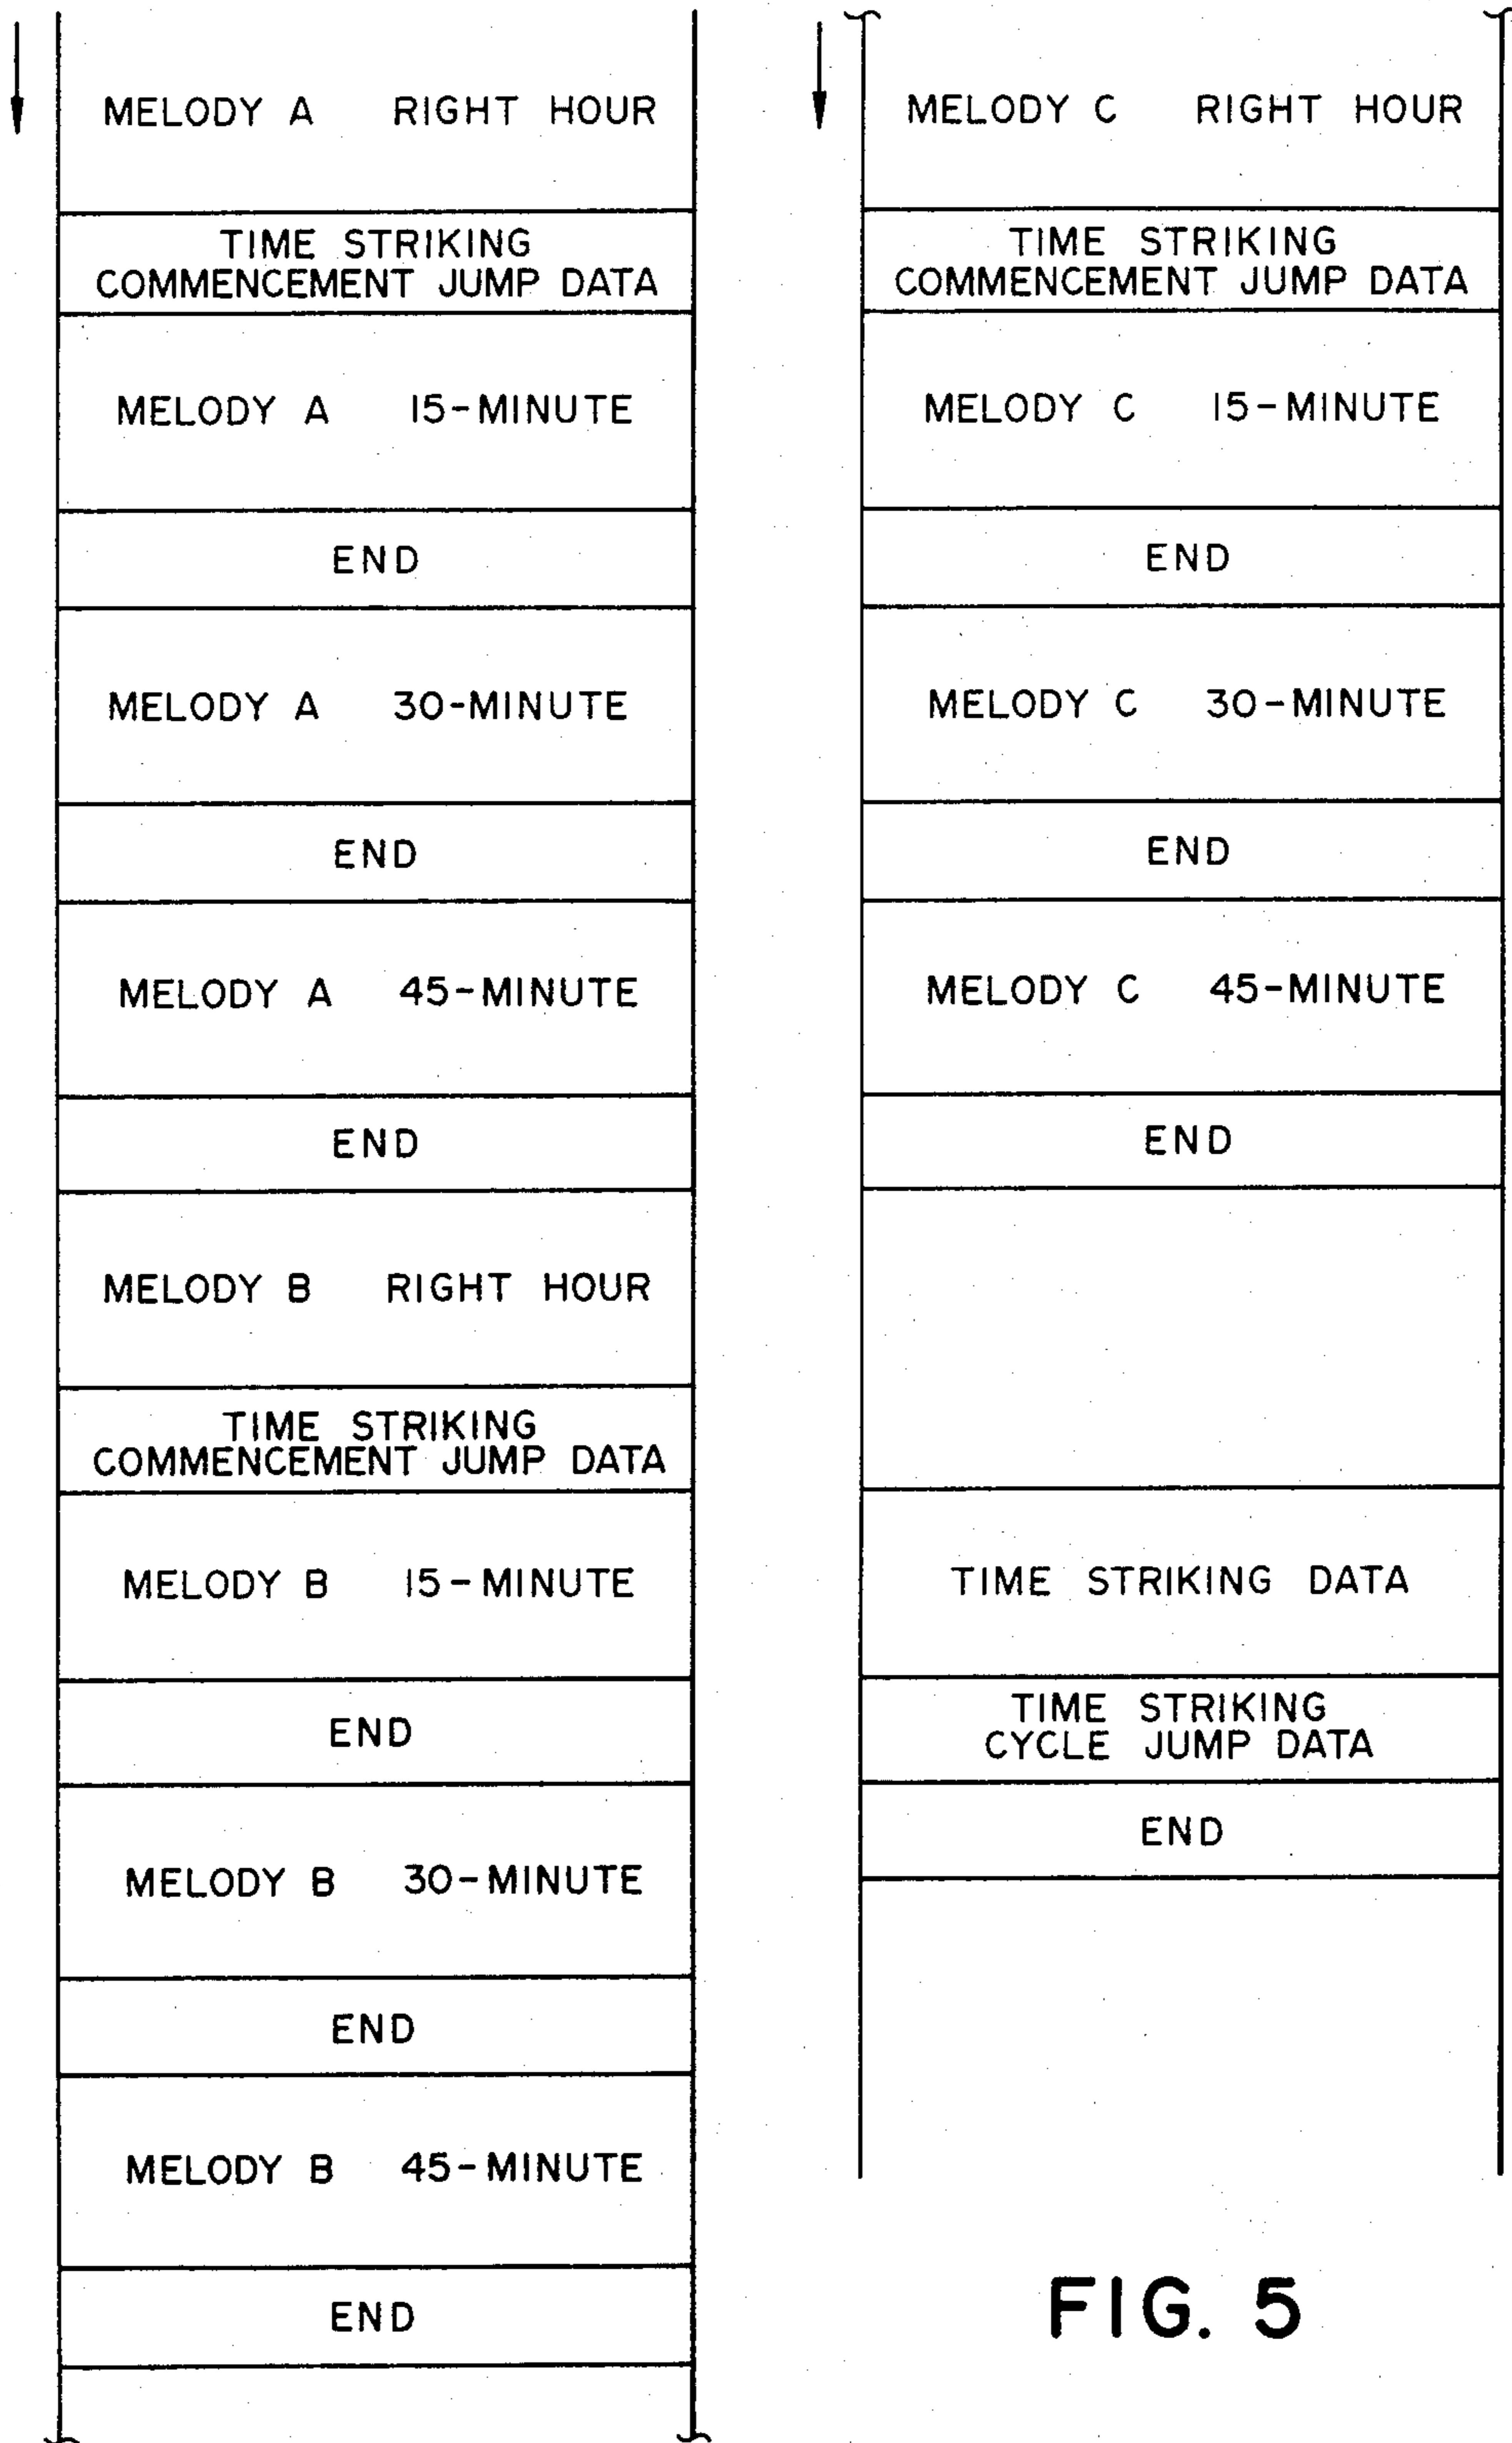 MELODY A RIGHT HOUR
TIME STRIKING
COMMENCEMENT JUMP DATA
MELODY A 15-MINUTE
END
MELODY A 30-MINUTE
END
MELODY A 45-MINUTE
END
MELODY B RIGHT HOUR
TIME STRIKING
COMMENCEMENT JUMP DATA
MELODY B 15-MINUTE
END
MELODY B 30-MINUTE
END
MELODY B 45-MINUTE
END
MELODY C RIGHT HOUR
TIME STRIKING
COMMENCEMENT JUMP DATA
MELODY C 15-MINUTE
END
MELODY C 30-MINUTE
END
MELODY C 45-MINUTE
END
TIME STRIKING DATA
TIME STRIKING
CYCLE JUMP DATA
END
FIG. 5